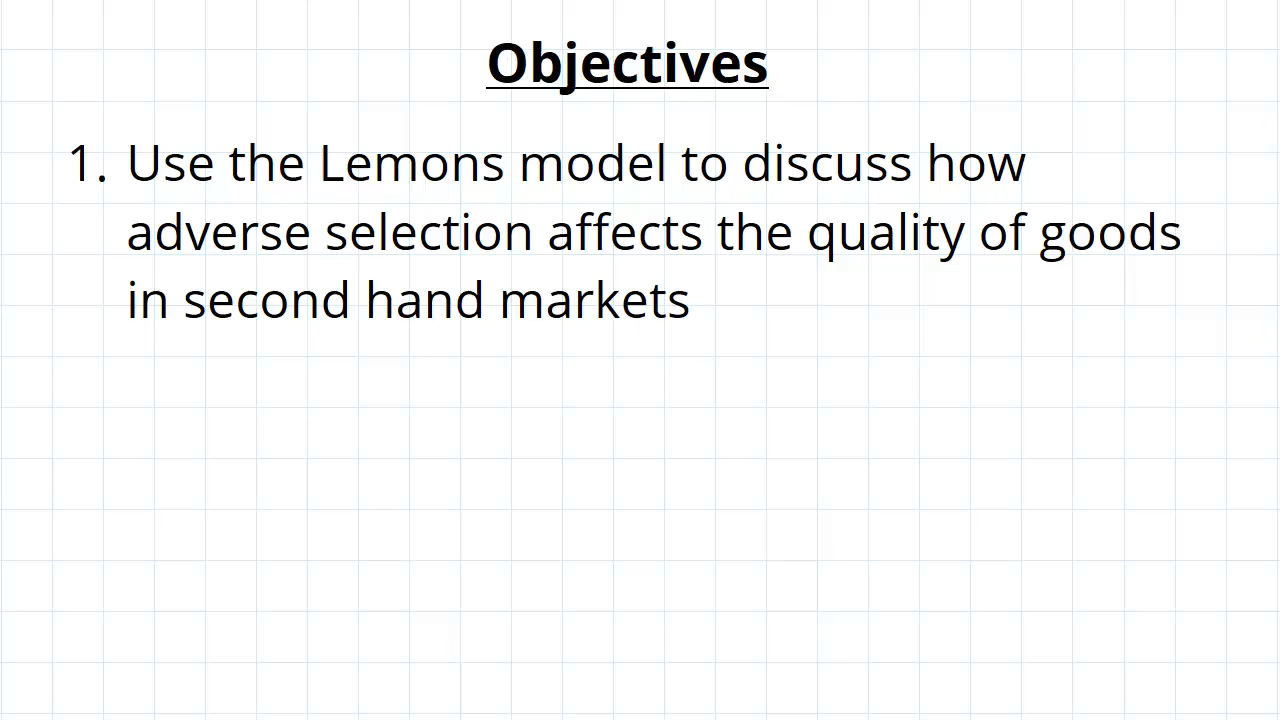 Objectives
1. Use the Lemons model to discuss how
adverse selection affects the quality of goods
in second hand markets